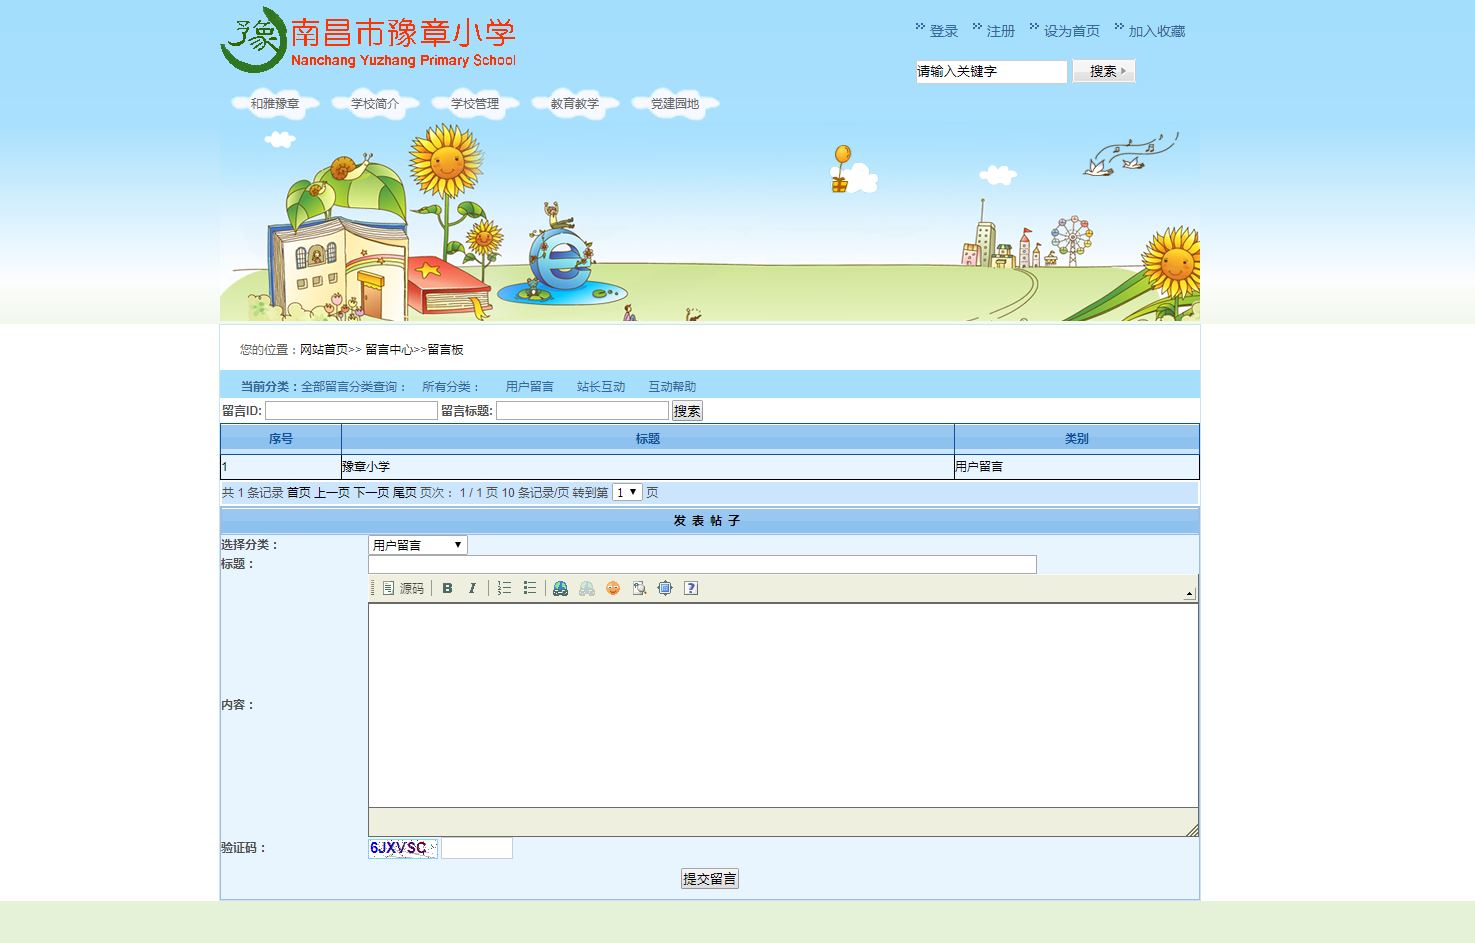 豫 南昌市豫章小学
Nanchang Yuzhang Primary School
登录 注册 设为首页 加入收藏
请输入关键字 搜索
和雅豫章 学校简介 学校管理 教育教学 党建园地
您的位置：网站首页>> 留言中心>>留言板
当前分类：全部留言分类查询： 所有分类： 用户留言 站长互动 互动帮助
留言ID: 留言标题: 搜索
序号 标题 类别
1 豫章小学 用户留言
共 1 条记录 首页 上一页 下一页 尾页 页次： 1 / 1 页 10 条记录/页 转到第 1 页
发 表 帖 子
选择分类： 用户留言
标题：
源码 B I
内容：
验证码： 6JXVSC
提交留言